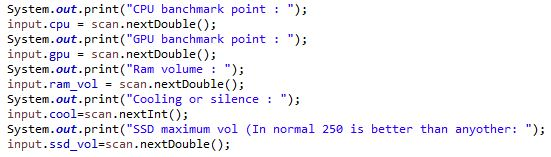 System.out.print("CPU banchmark point : ");
input.cpu = scan.nextDouble();
System.out.print("GPU benchmark point : ");
input.gpu = scan.nextDouble();
System.out.print("Ram volume : ");
input.ram_vol = scan.nextDouble();
System.out.print("Cooling or silence : ");
input.cool=scan.nextInt();
System.out.print("SSD maximum vol (In normal 250 is better than anyother: ");
input.ssd_vol=scan.nextDouble();